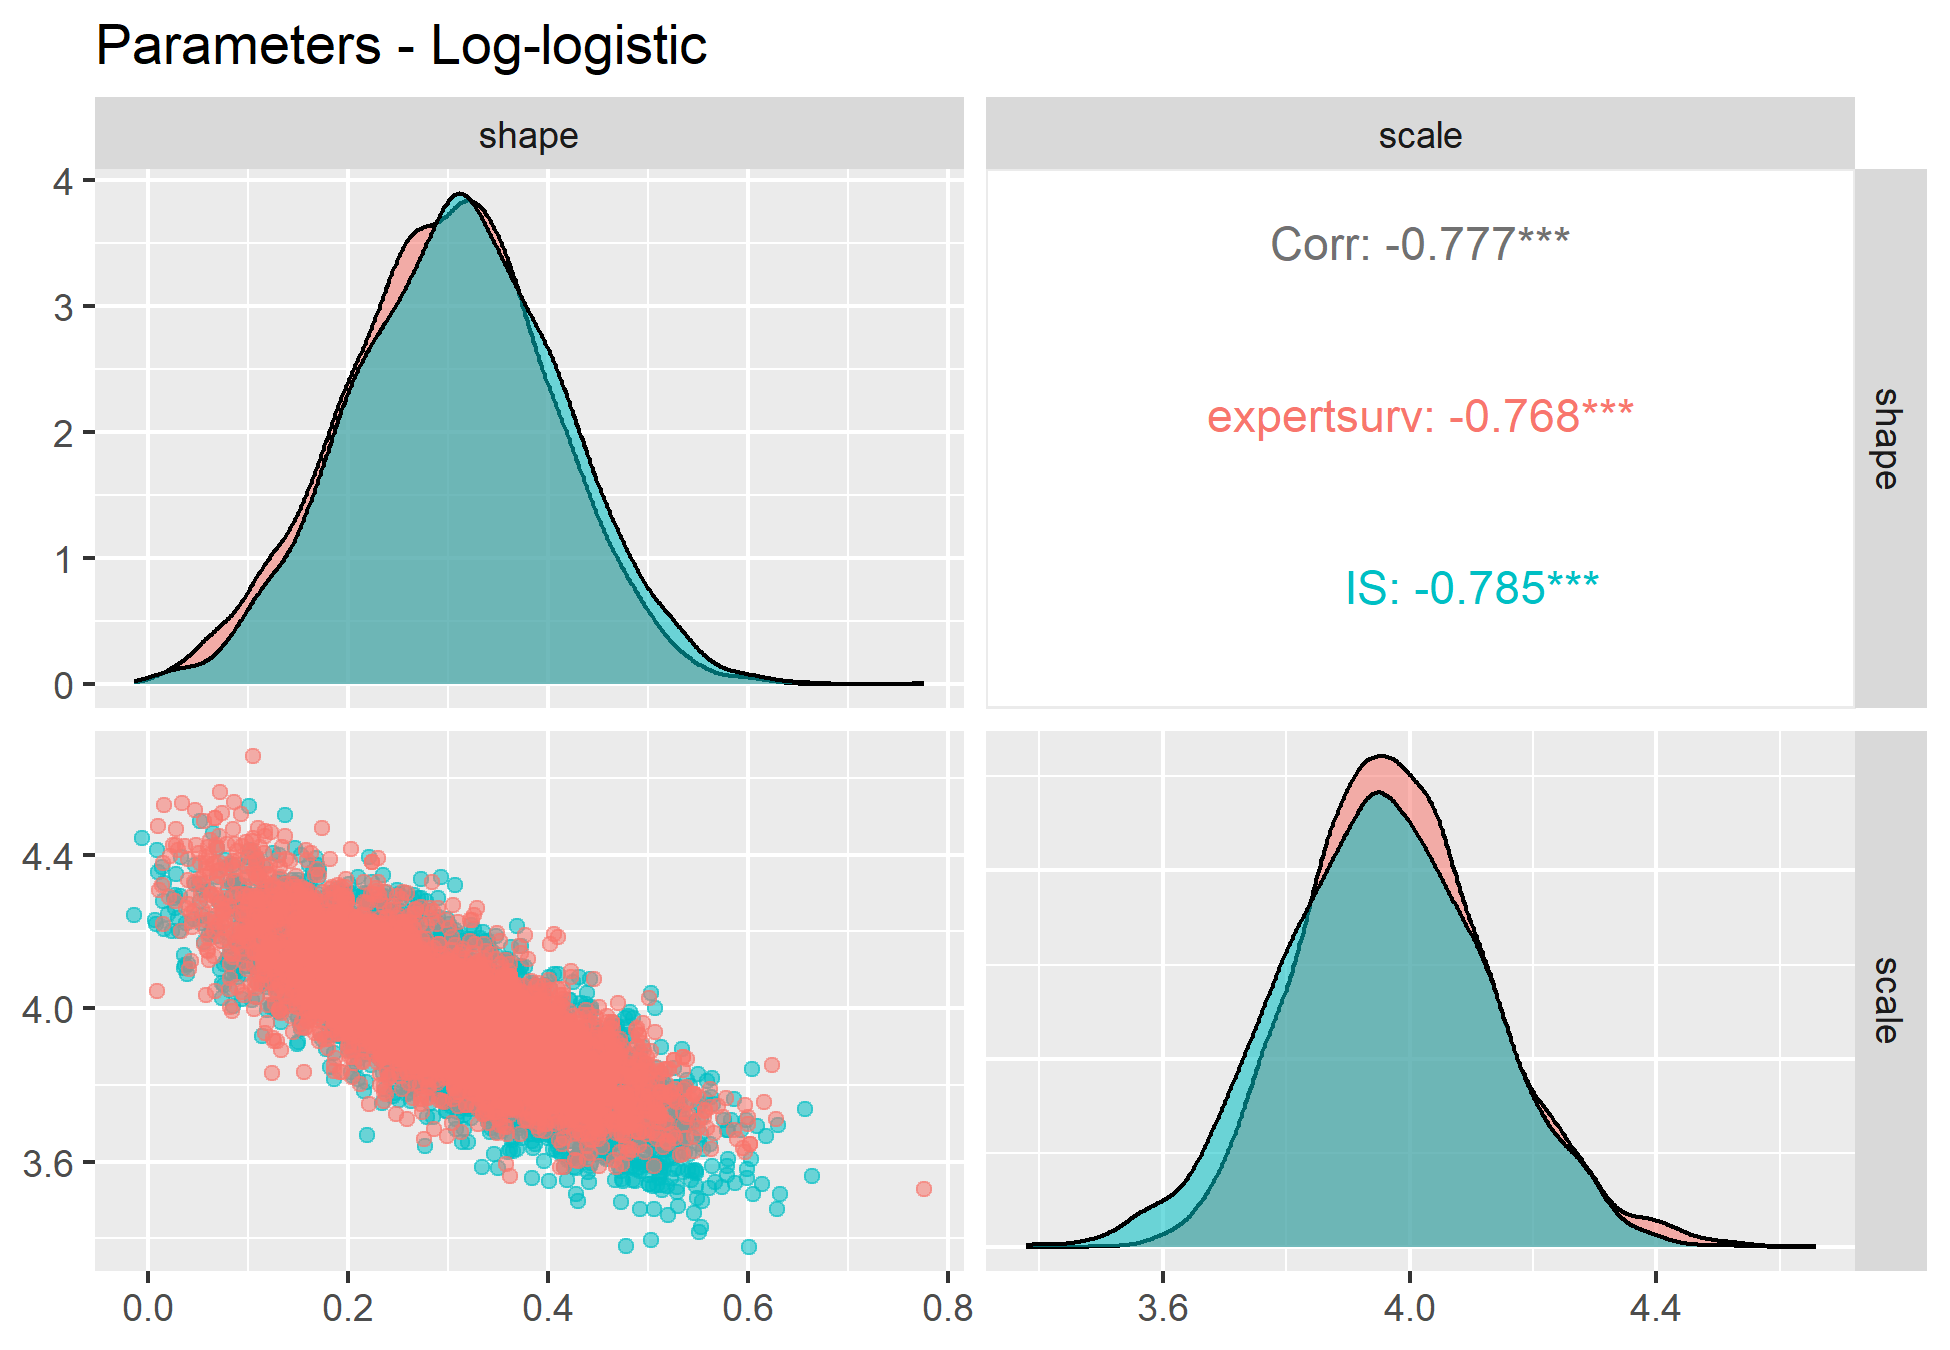 Parameters - Log-logistic
shape
scale
4
3
2
1
0
Corr: -0.777***
expertsurv: -0.768***
IS: -0.785***
shape
4.4
4.0
3.6
scale
0.0 0.2 0.4 0.6 0.8
3.6 4.0 4.4